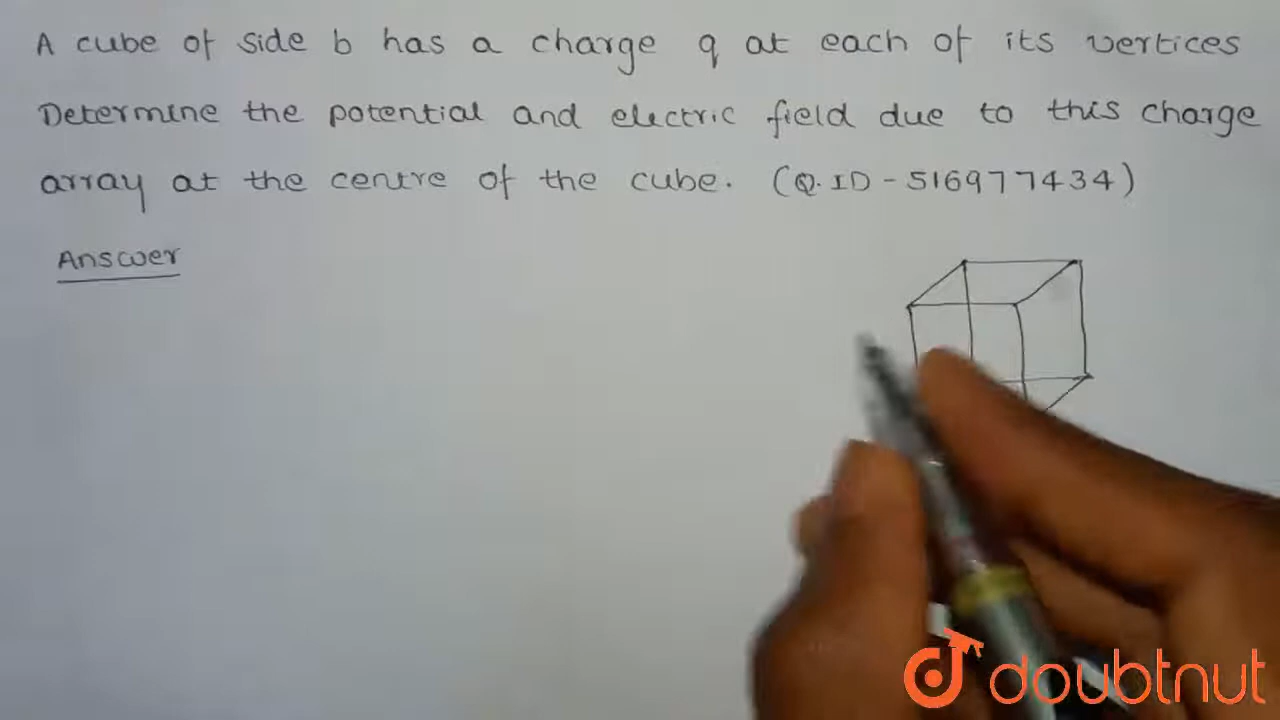 A cube of side b has a charge q at each of its vertices
Determine the potential and electric field due to this charge
array at the centre of the cube. (Q.ID - 516977434)
Answer
doubtnut